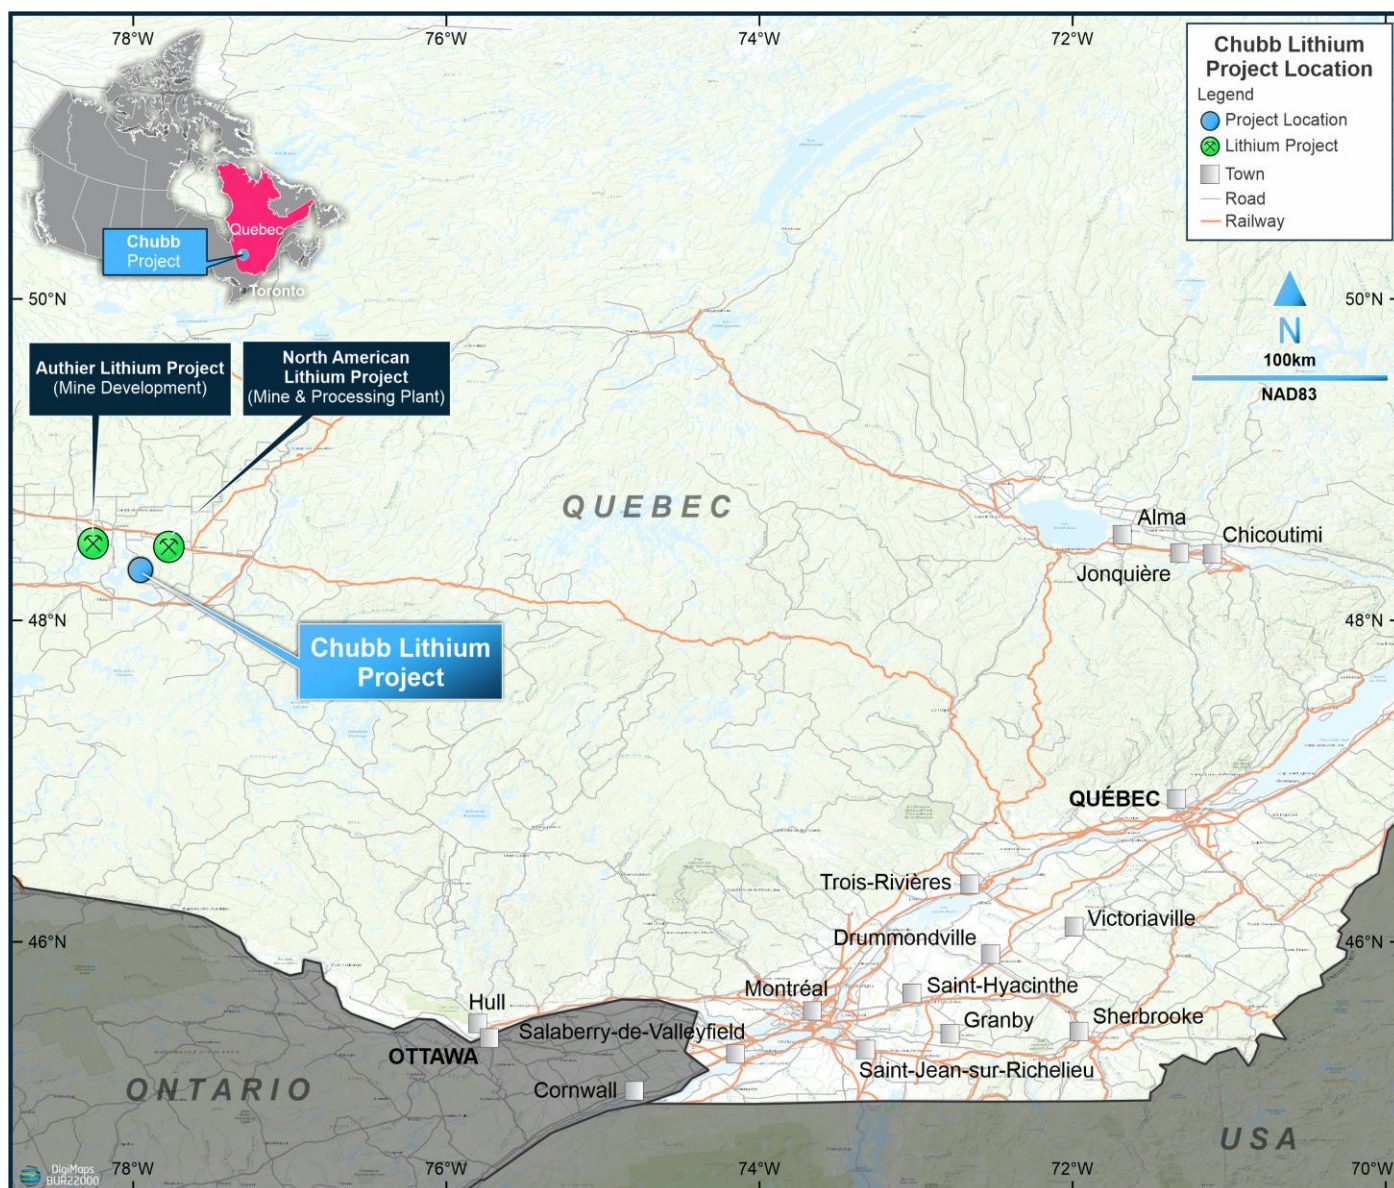 78°W
76°W
74°W
72°W
Chubb Lithium
Project Location
Legend
Project Location
Lithium Project
Town
Road
Railway
Quebec
Chubb
Project
Toronto
50°N
50°N
N
100km
NAD83
Authier Lithium Project
(Mine Development)
North American
Lithium Project
(Mine & Processing Plant)
QUEBEC
Alma
Chicoutimi
Jonquière
48°N
48°N
Chubb Lithium
Project
QUÉBEC
Trois-Rivières
Victoriaville
Drummondville
46°N
46°N
Saint-Hyacinthe
Montréal
Hull
Granby
Sherbrooke
Salaberry-de-Valleyfield
OTTAWA
Saint-Jean-sur-Richelieu
Cornwall
ONTARIO
USA
DigiMaps
BUR22000
78°W
76°W
74°W
72°W
70°W